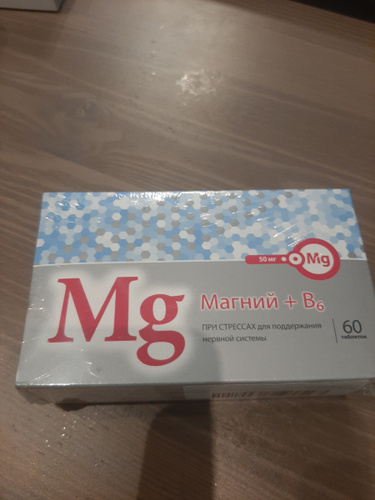 50 мг
Mg
Mg
Магний + B6
ПРИ СТРЕССАХ для поддержания
нервной системы
60
таблеток